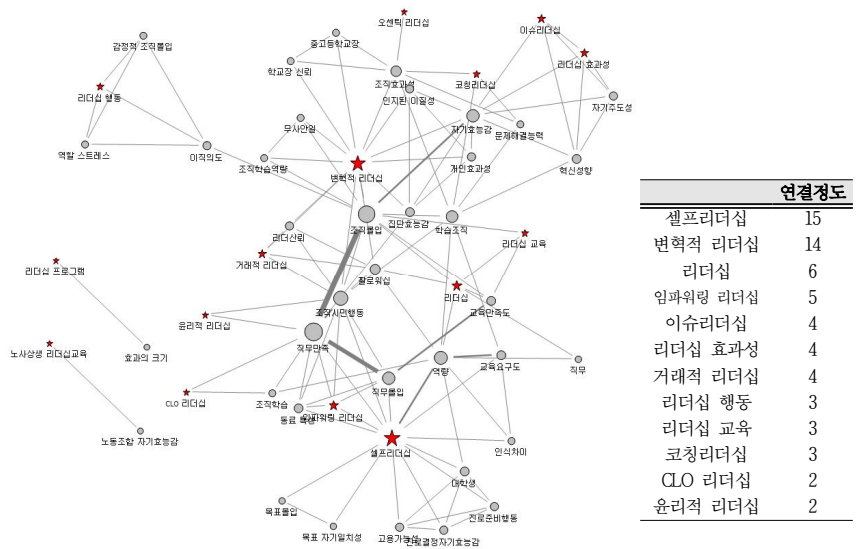 오센틱 리더십
이슈리더십
중고등학교장
감정적 조직몰입
리더십 효과성
학교장 신뢰
조직효과성
코칭리더십
리더십 행동
인지된 이질성
자기주도성
무사안일
자기효능감
문제해결능력
역할 스트레스
이직의도
조직학습역량
개인효과성
혁신성향
변혁적 리더십
조직몰입
집단효능감
학습조직
리더신뢰
리더십 교육
거래적 리더십
리더십 프로그램
팔로워십
리더십
조직시민행동
교육만족도
윤리적 리더십
직무만족
노사상생 리더십교육
효과의 크기
역량
교육요구도
직무
직무몰입
CLO 리더십
조직학습
동료
임파워링 리더십
노동조합 자기효능감
셀프리더십
인식차이
대학생
목표몰입
진로준비행동
목표 자기일치성
고용가능성
진로결정자기효능감
연결정도
셀프리더십 15
변혁적 리더십 14
리더십 6
임파워링 리더십 5
이슈리더십 4
리더십 효과성 4
거래적 리더십 4
리더십 행동 3
리더십 교육 3
코칭리더십 3
CLO 리더십 2
윤리적 리더십 2